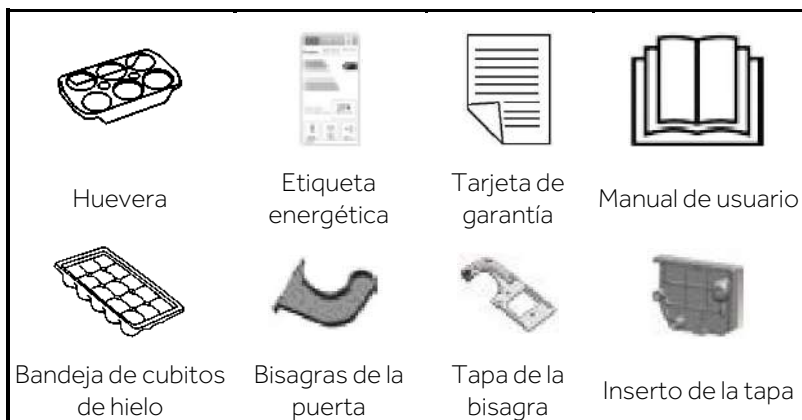 Huevera
Etiqueta
energética
Tarjeta de
garantía
Manual de usuario
Bandeja de cubitos
de hielo
Bisagras de la
puerta
Tapa de la
bisagra
Inserto de la tapa